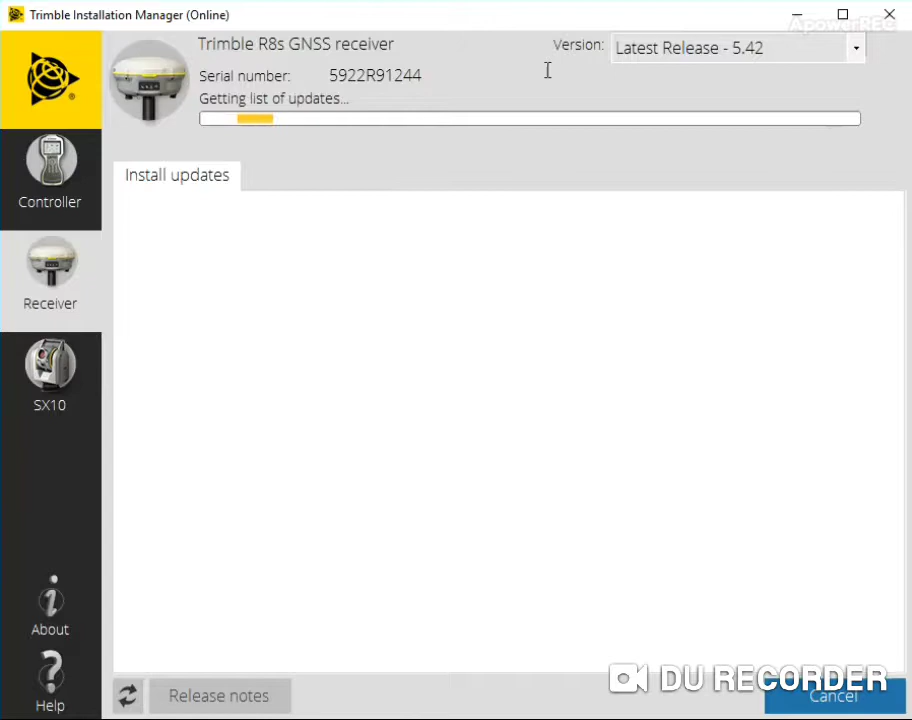 Trimble Installation Manager (Online)
ApowerREC
Trimble R8s GNSS receiver
Version:
Latest Release - 5.42
Serial number: 5922R91244
Getting list of updates...
Install updates
Controller
Receiver
SX10
About
Help
Release notes
DU RECORDER
Cancel